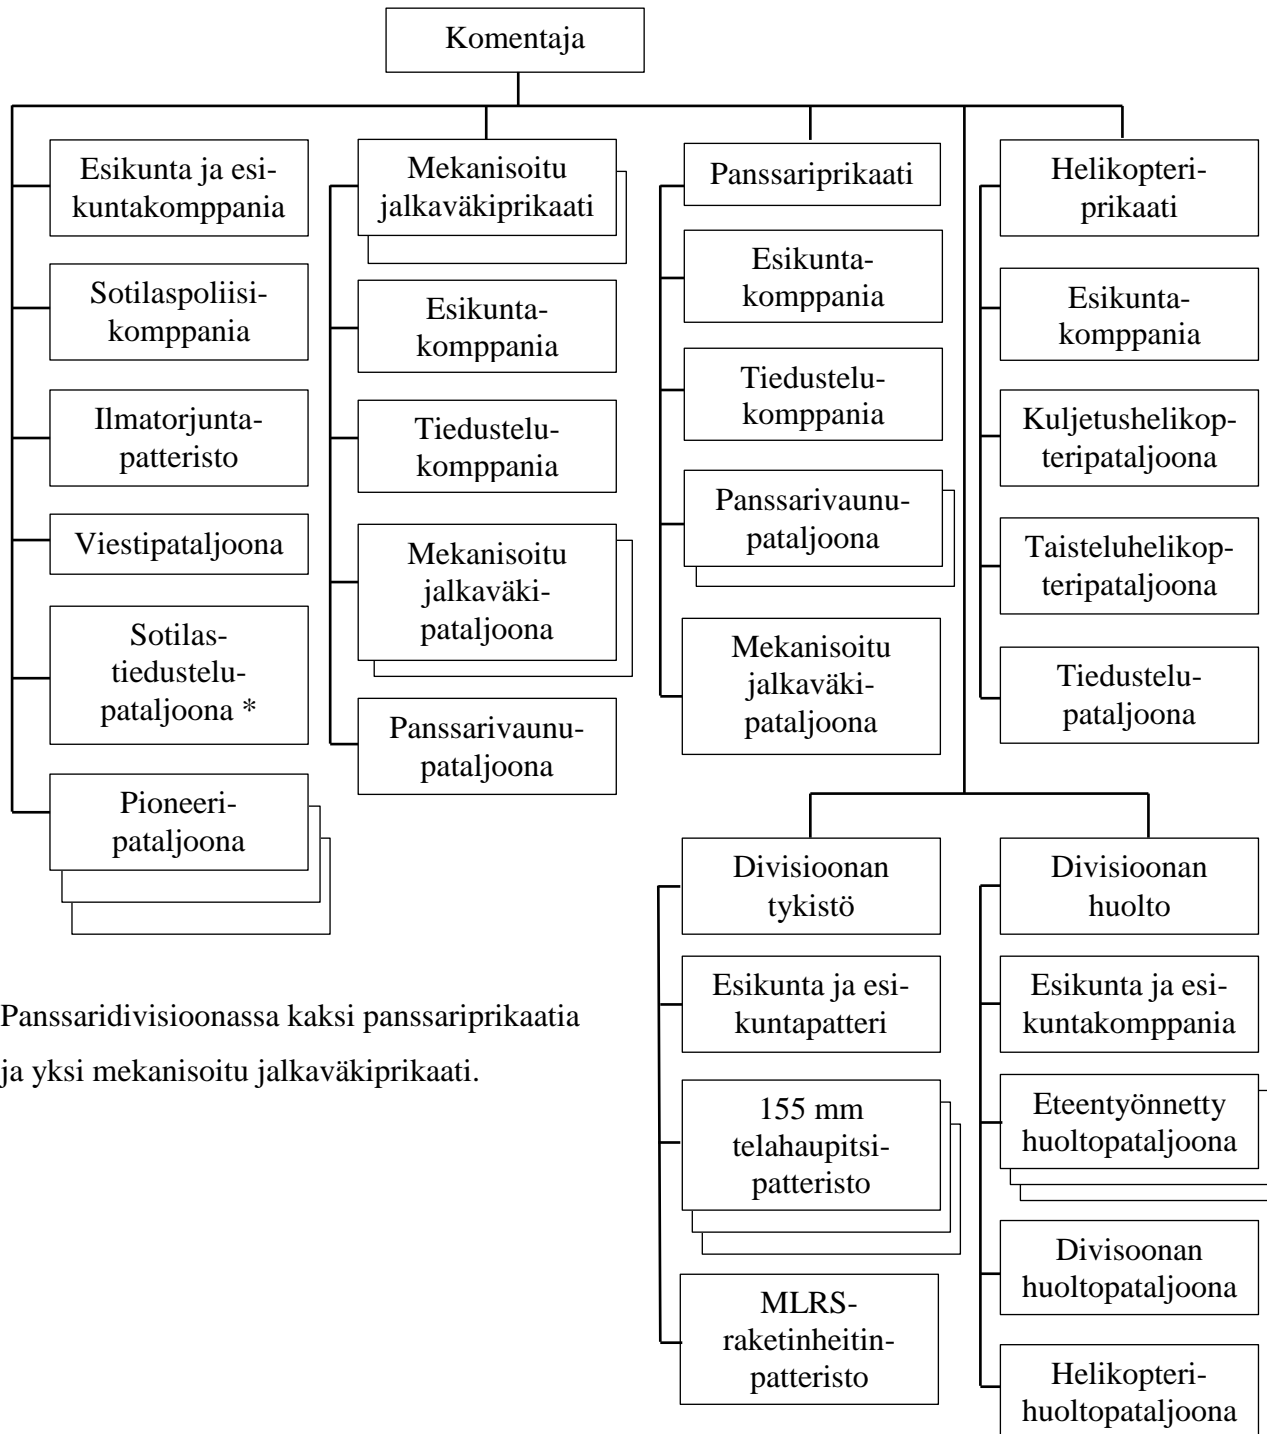 Komentaja
Esikunta ja esi-
kuntakomppania
Sotilaspoliisi-
komppania
Ilmatorjunta-
patteristo
Viestipataljoona
Sotilas-
tiedustelu-
pataljoona *
Pioneeri-
pataljoona
Mekanisoitu
jalkaväkiprikaati
Esikunta-
komppania
Tiedustelu-
komppania
Mekanisoitu
jalkaväki-
pataljoona
Panssarivaunu-
pataljoona
Panssariprikaati
Esikunta-
komppania
Tiedustelu-
komppania
Panssarivaunu-
pataljoona
Mekanisoitu
jalkaväki-
pataljoona
Helikopteri-
prikaati
Esikunta-
komppania
Kuljetushelikop-
teripataljoona
Taisteluhelikop-
teripataljoona
Tiedustelu-
pataljoona
Divisioonan
tykistö
Esikunta ja esi-
kuntapatteri
155 mm
telahaupitsi-
patteristo
MLRS-
raketinheitin-
patteristo
Divisioonan
huolto
Esikunta ja esi-
kuntakomppania
Eteentyönnetty
huoltopataljoona
Divisoonan
huoltopataljoona
Helikopteri-
huoltopataljoona
Panssaridivisioonassa kaksi panssariprikaatia
ja yksi mekanisoitu jalkaväkiprikaati.